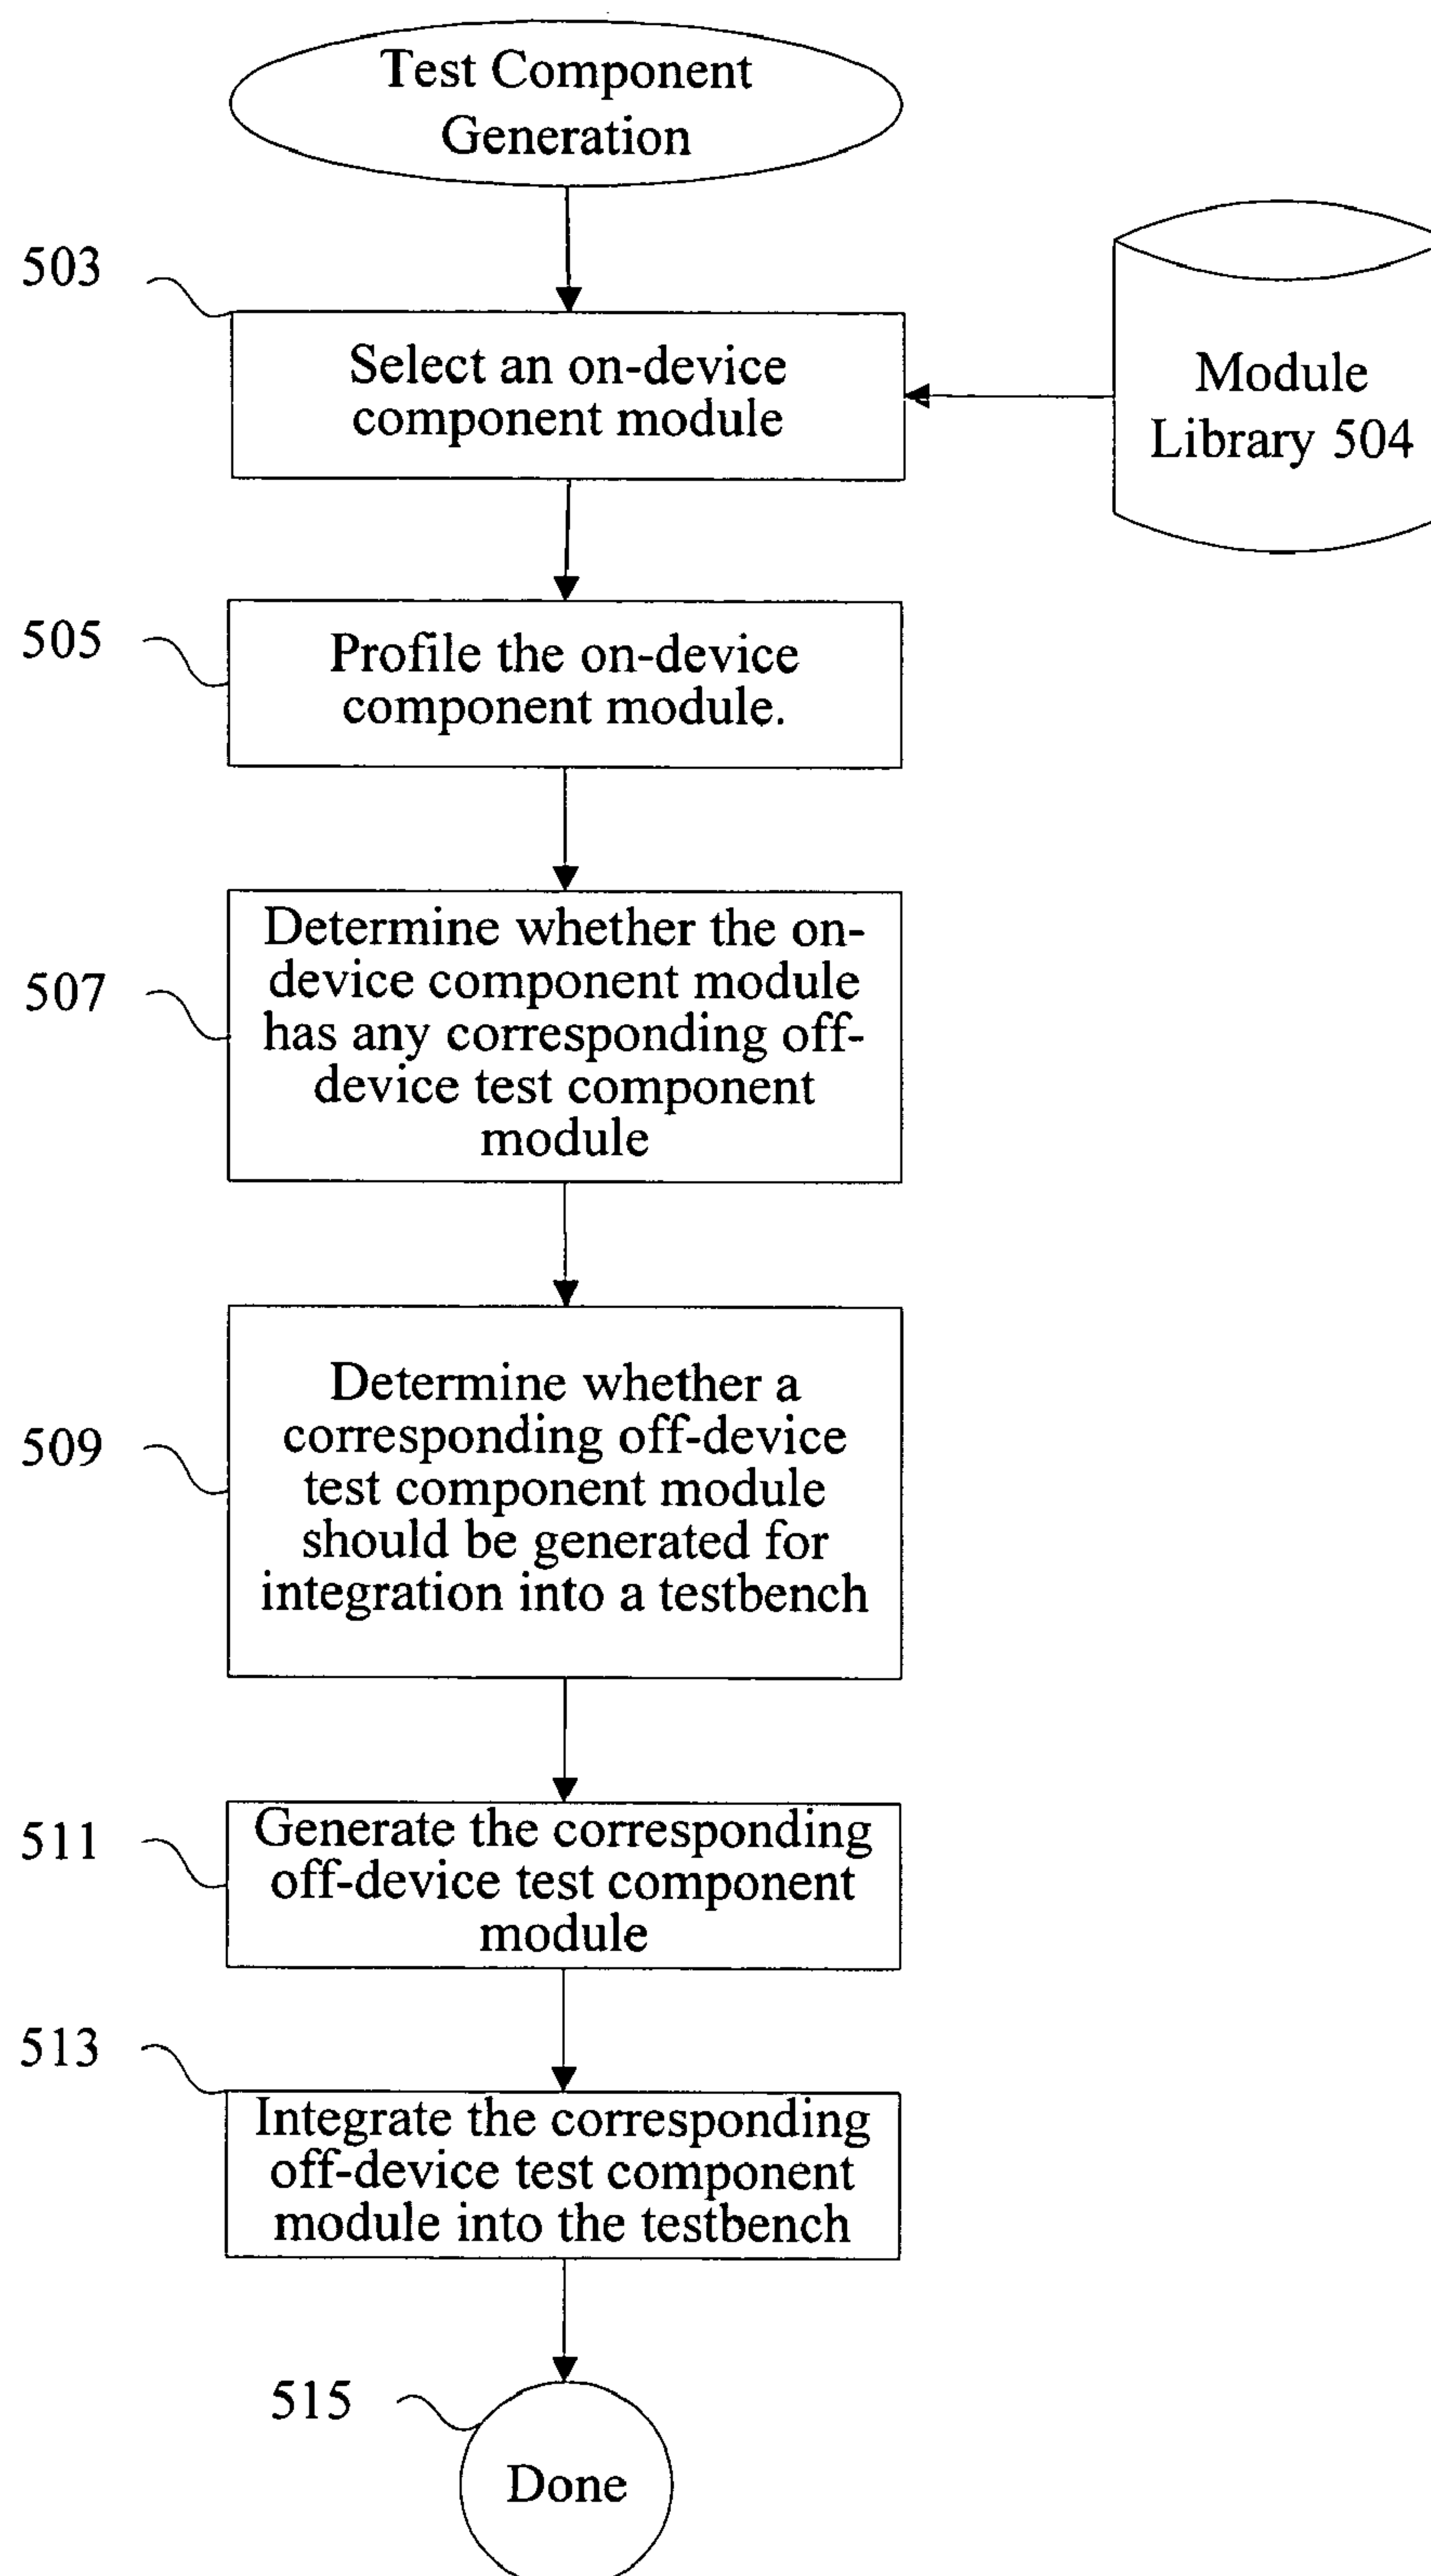 Test Component
Generation
503
Select an on-device
component module
Module
Library 504
505
Profile the on-device
component module.
507
Determine whether the on-
device component module
has any corresponding off-
device test component
module
509
Determine whether a
corresponding off-device
test component module
should be generated for
integration into a testbench
511
Generate the corresponding
off-device test component
module
513
Integrate the corresponding
off-device test component
module into the testbench
515
Done